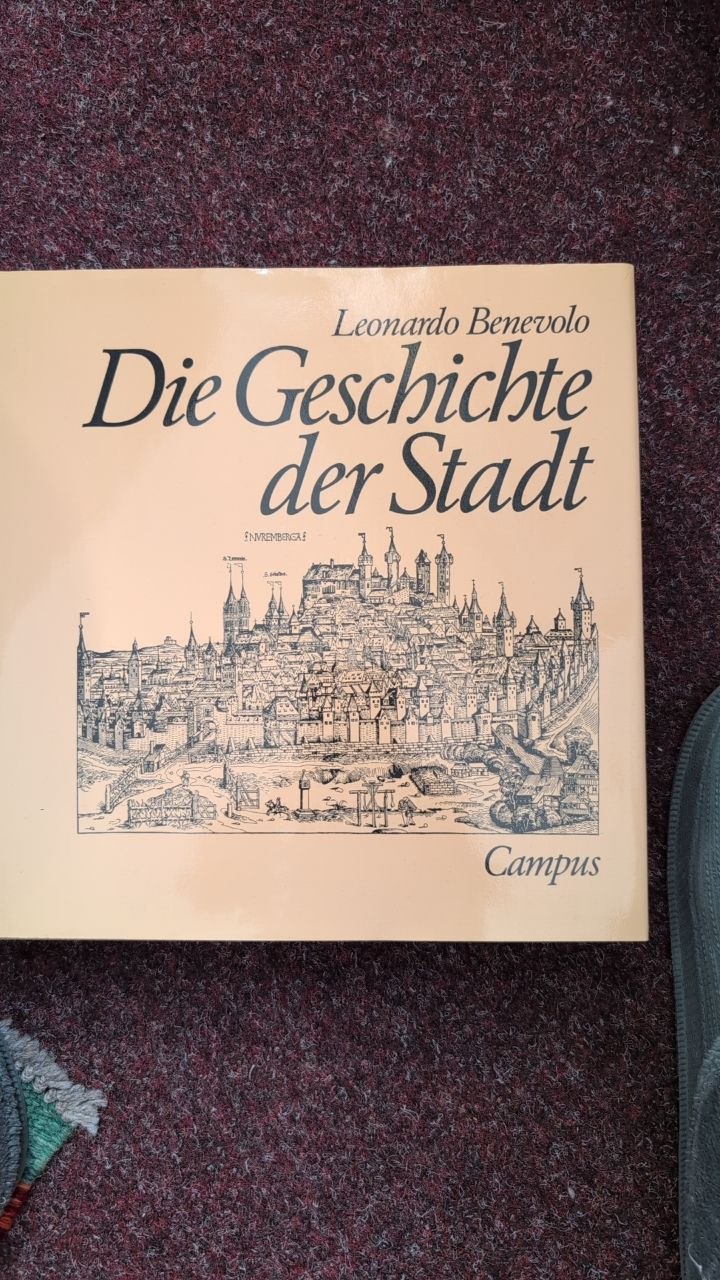 Leonardo Benevolo
Die Geschichte
der Stadt
NVREMBERGA
Campus